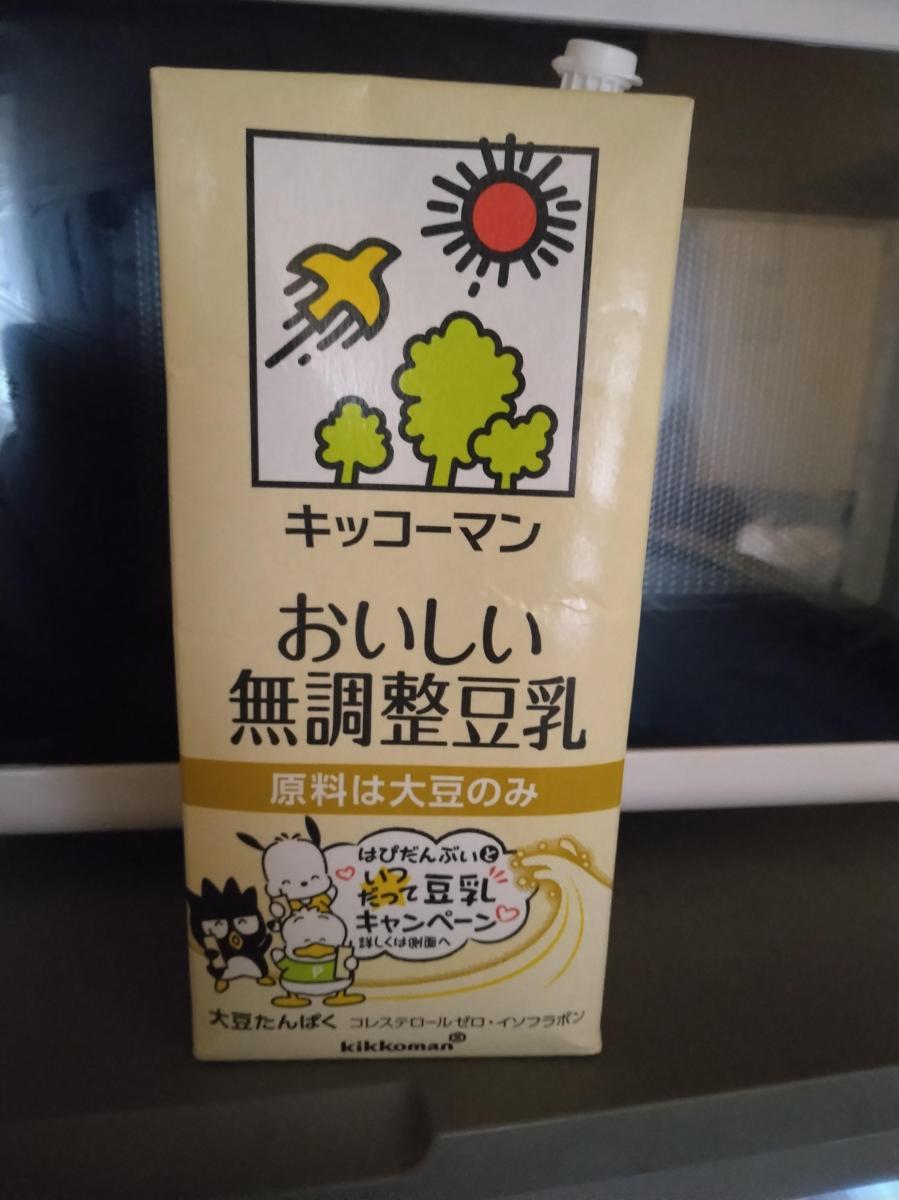 キッコーマン
おいしい
無調整豆乳
原料は大豆のみ
はぴだんぶいと
いつ
だって豆乳
キャンペーン
詳しくは側面へ
P
大豆たんぱく コレステロールゼロ・イソフラボン
kikkoman®